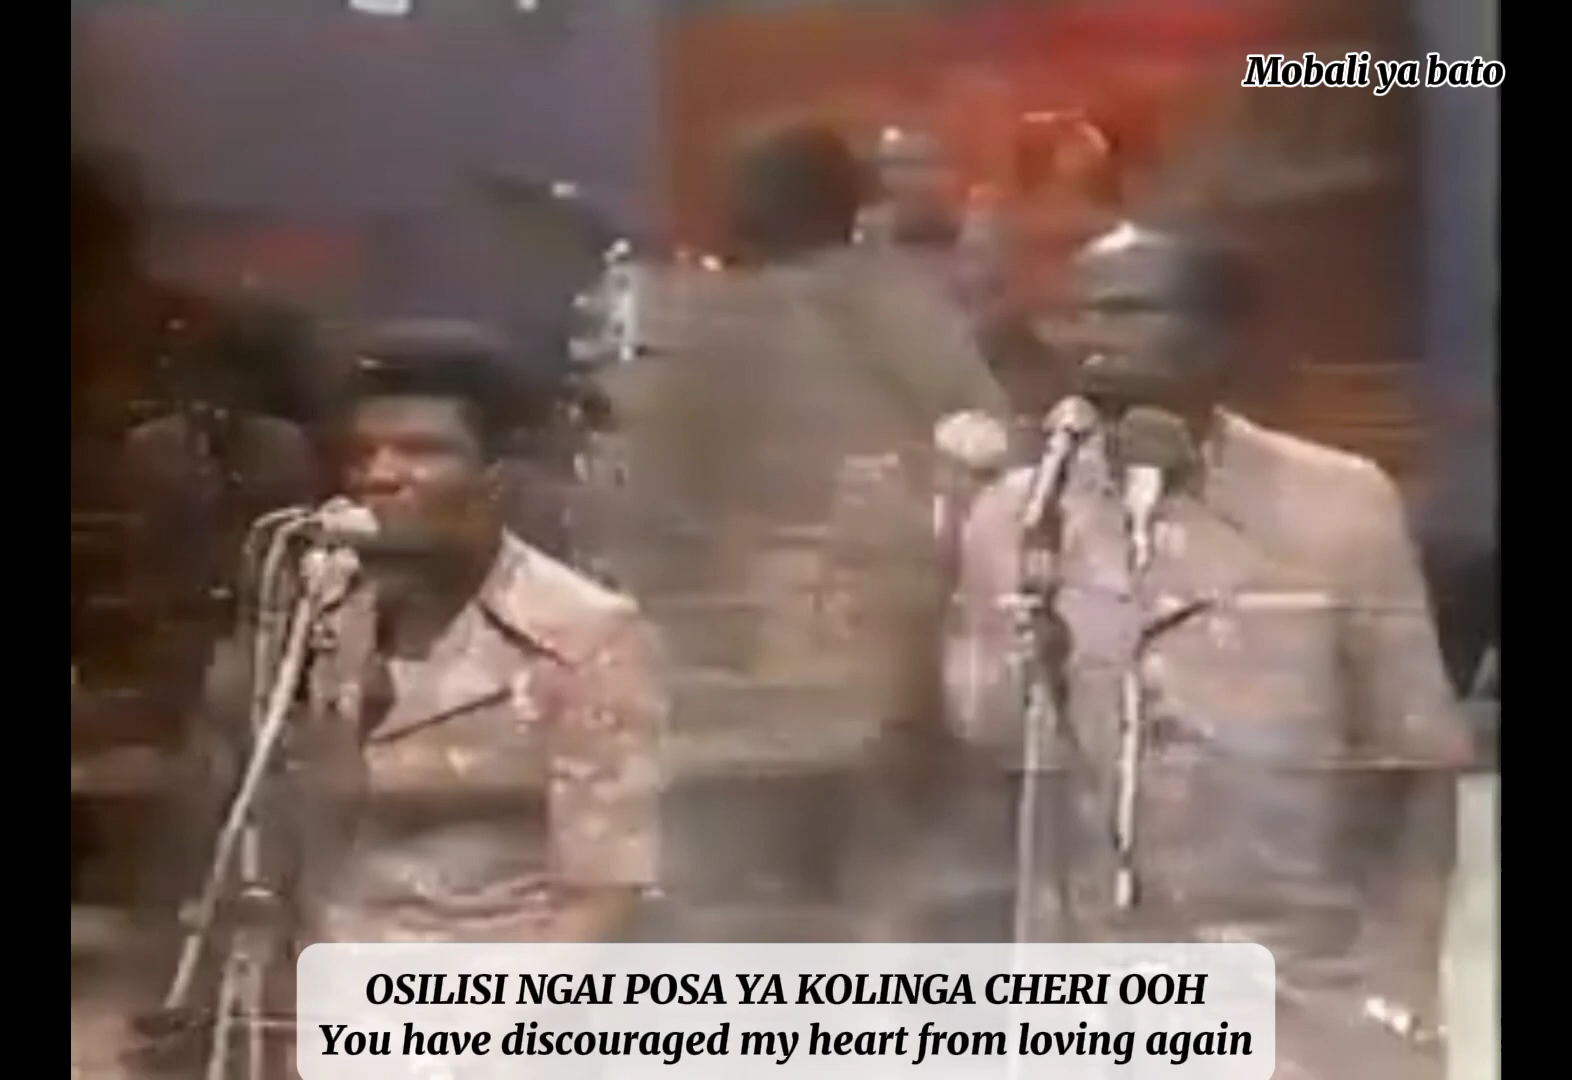 Mobali ya bato
OSILISI NGAI POSA YA KOLINGA CHERI OOH
You have discouraged my heart from loving again